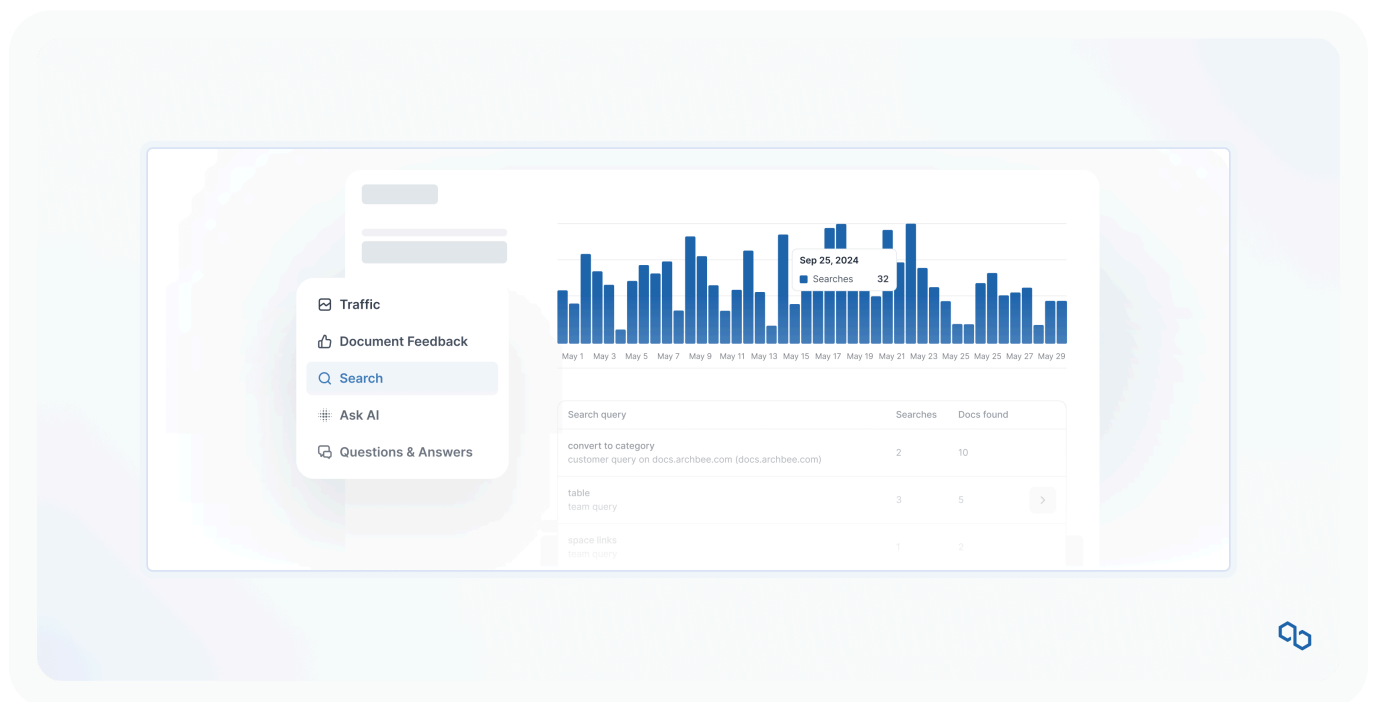 Traffic
Document Feedback
Search
Ask AI
Questions & Answers
Sep 25, 2024
Searches 32
May 1 May 3 May 5 May 7 May 9 May 11 May 13 May 15 May 17 May 19 May 21 May 23 May 25 May 25 May 27 May 29
Search query Searches Docs found
convert to category
customer query on docs.archbee.com (docs.archbee.com) 2 10
table
team query 3 5
space links
team query 1 2